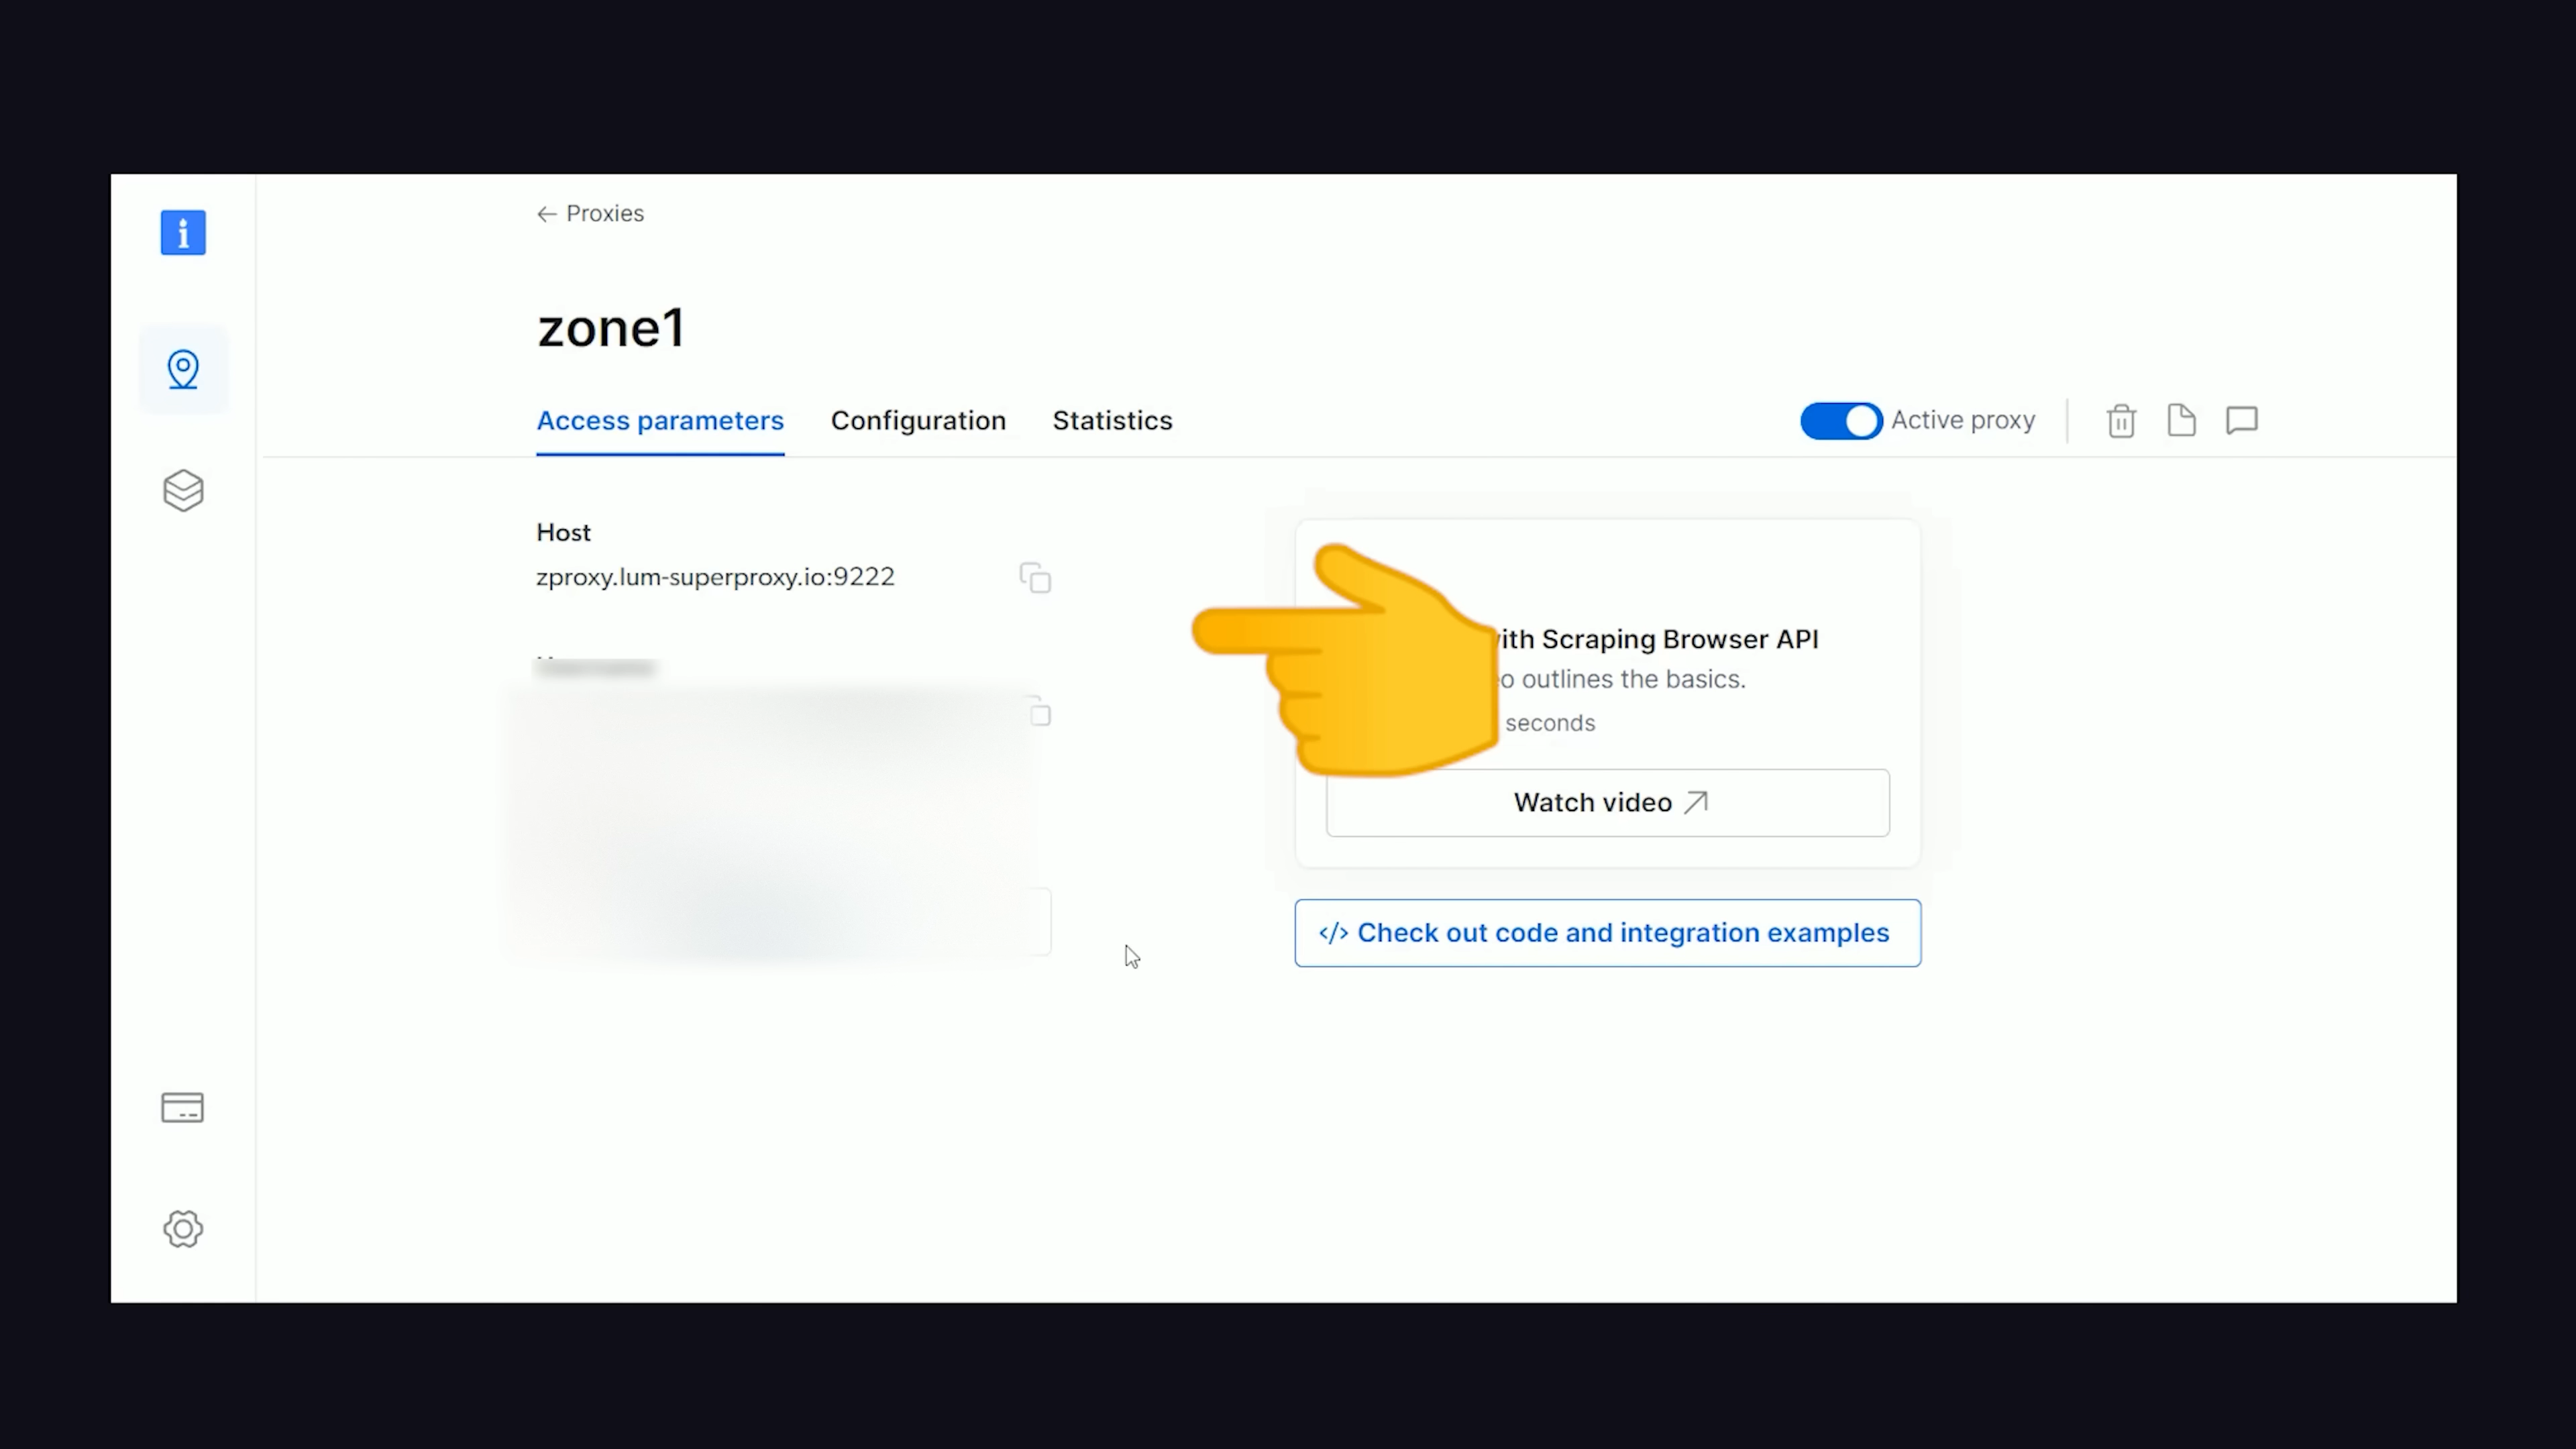 ← Proxies
zone1
Access parameters
Configuration
Statistics
Active proxy
Host
zproxy.lum-superproxy.io:9222
with Scraping Browser API
outlines the basics.
seconds
Watch video
</> Check out code and integration examples